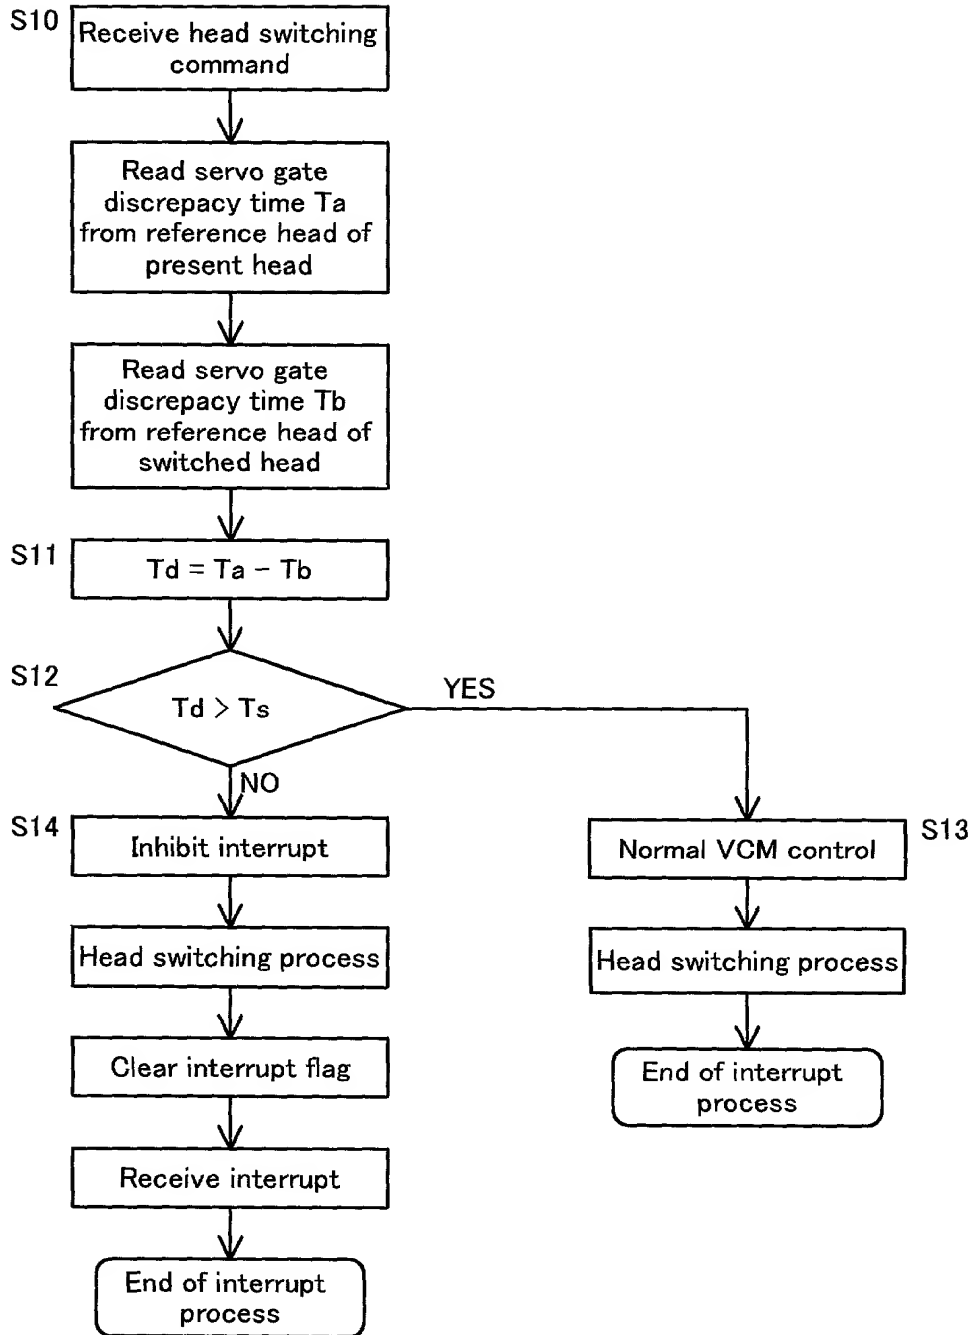 S10
Receive head switching
command
Read servo gate
discrepacy time Ta
from reference head of
present head
Read servo gate
discrepacy time Tb
from reference head of
switched head
S11
Td = Ta − Tb
S12
Td > Ts
YES
NO
S14
Inhibit interrupt
Head switching process
Clear interrupt flag
Receive interrupt
End of interrupt
process
Normal VCM control
S13
Head switching process
End of interrupt
process